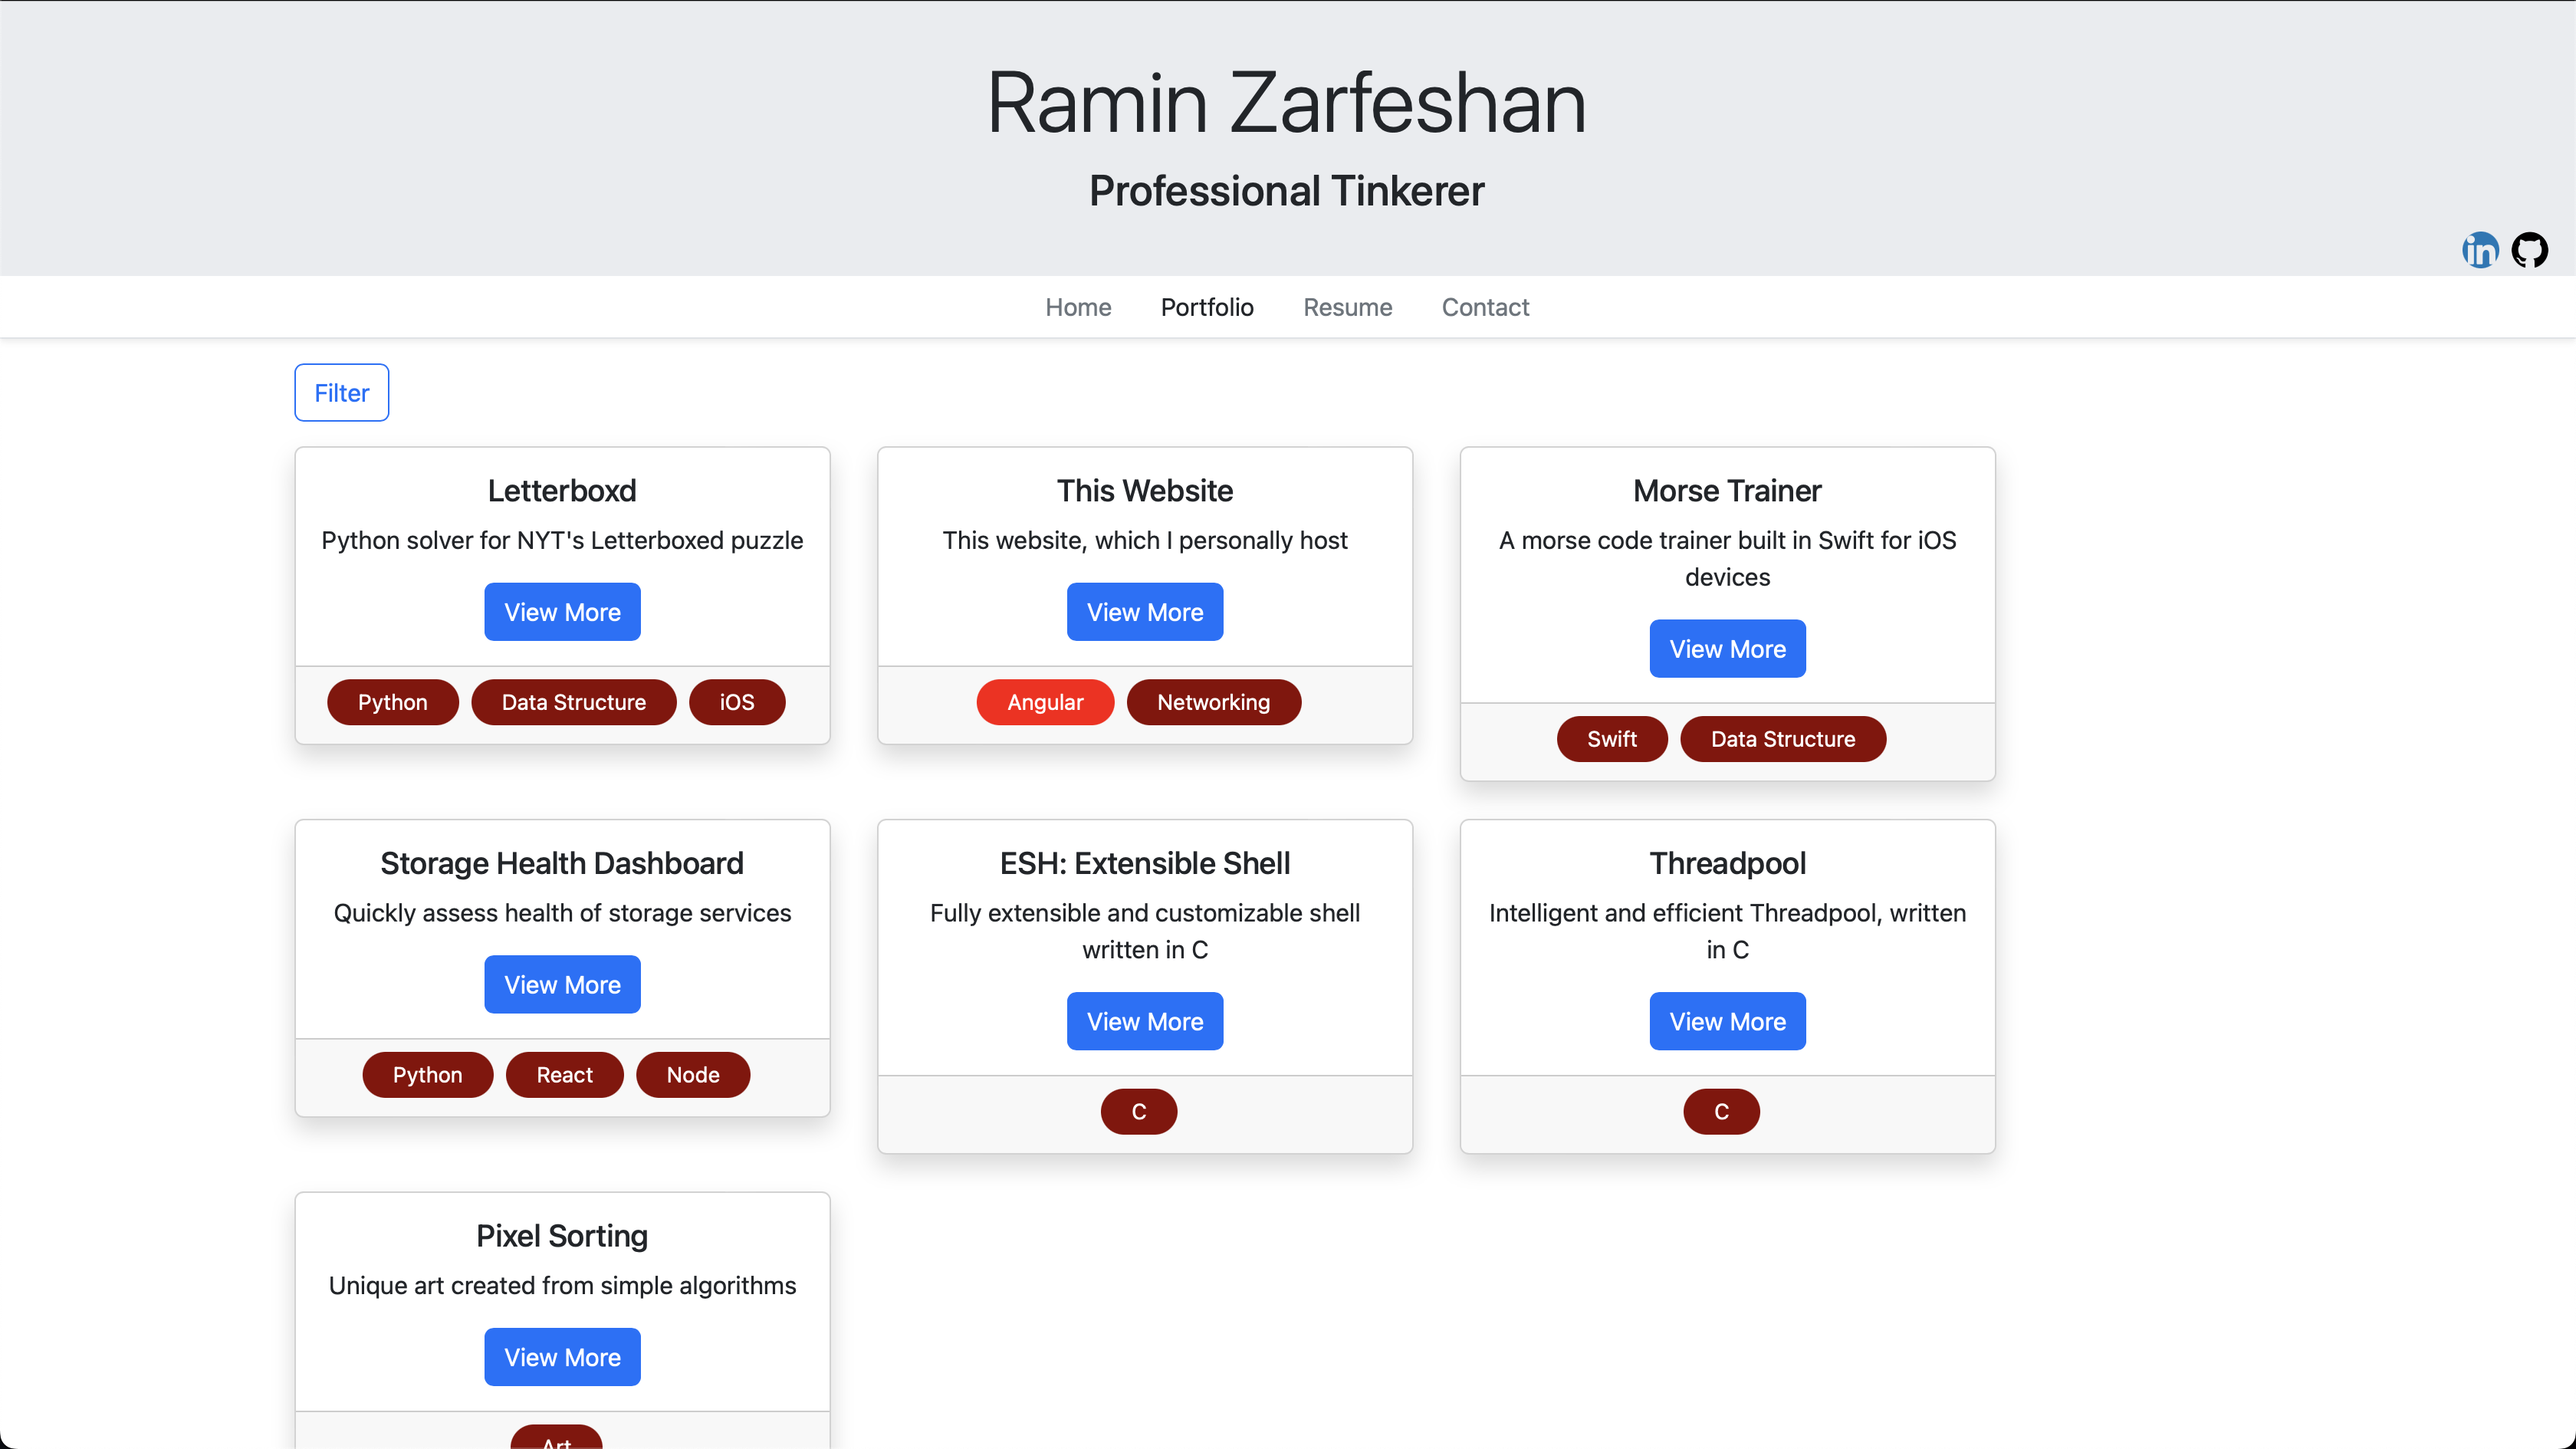 Ramin Zarfeshan
Professional Tinkerer
in
Home Portfolio Resume Contact
Filter
Letterboxd
Python solver for NYT's Letterboxed puzzle
View More
Python Data Structure iOS
This Website
This website, which I personally host
View More
Angular Networking
Morse Trainer
A morse code trainer built in Swift for iOS
devices
View More
Swift Data Structure
Storage Health Dashboard
Quickly assess health of storage services
View More
Python React Node
ESH: Extensible Shell
Fully extensible and customizable shell
written in C
View More
C
Threadpool
Intelligent and efficient Threadpool, written
in C
View More
C
Pixel Sorting
Unique art created from simple algorithms
View More
Art